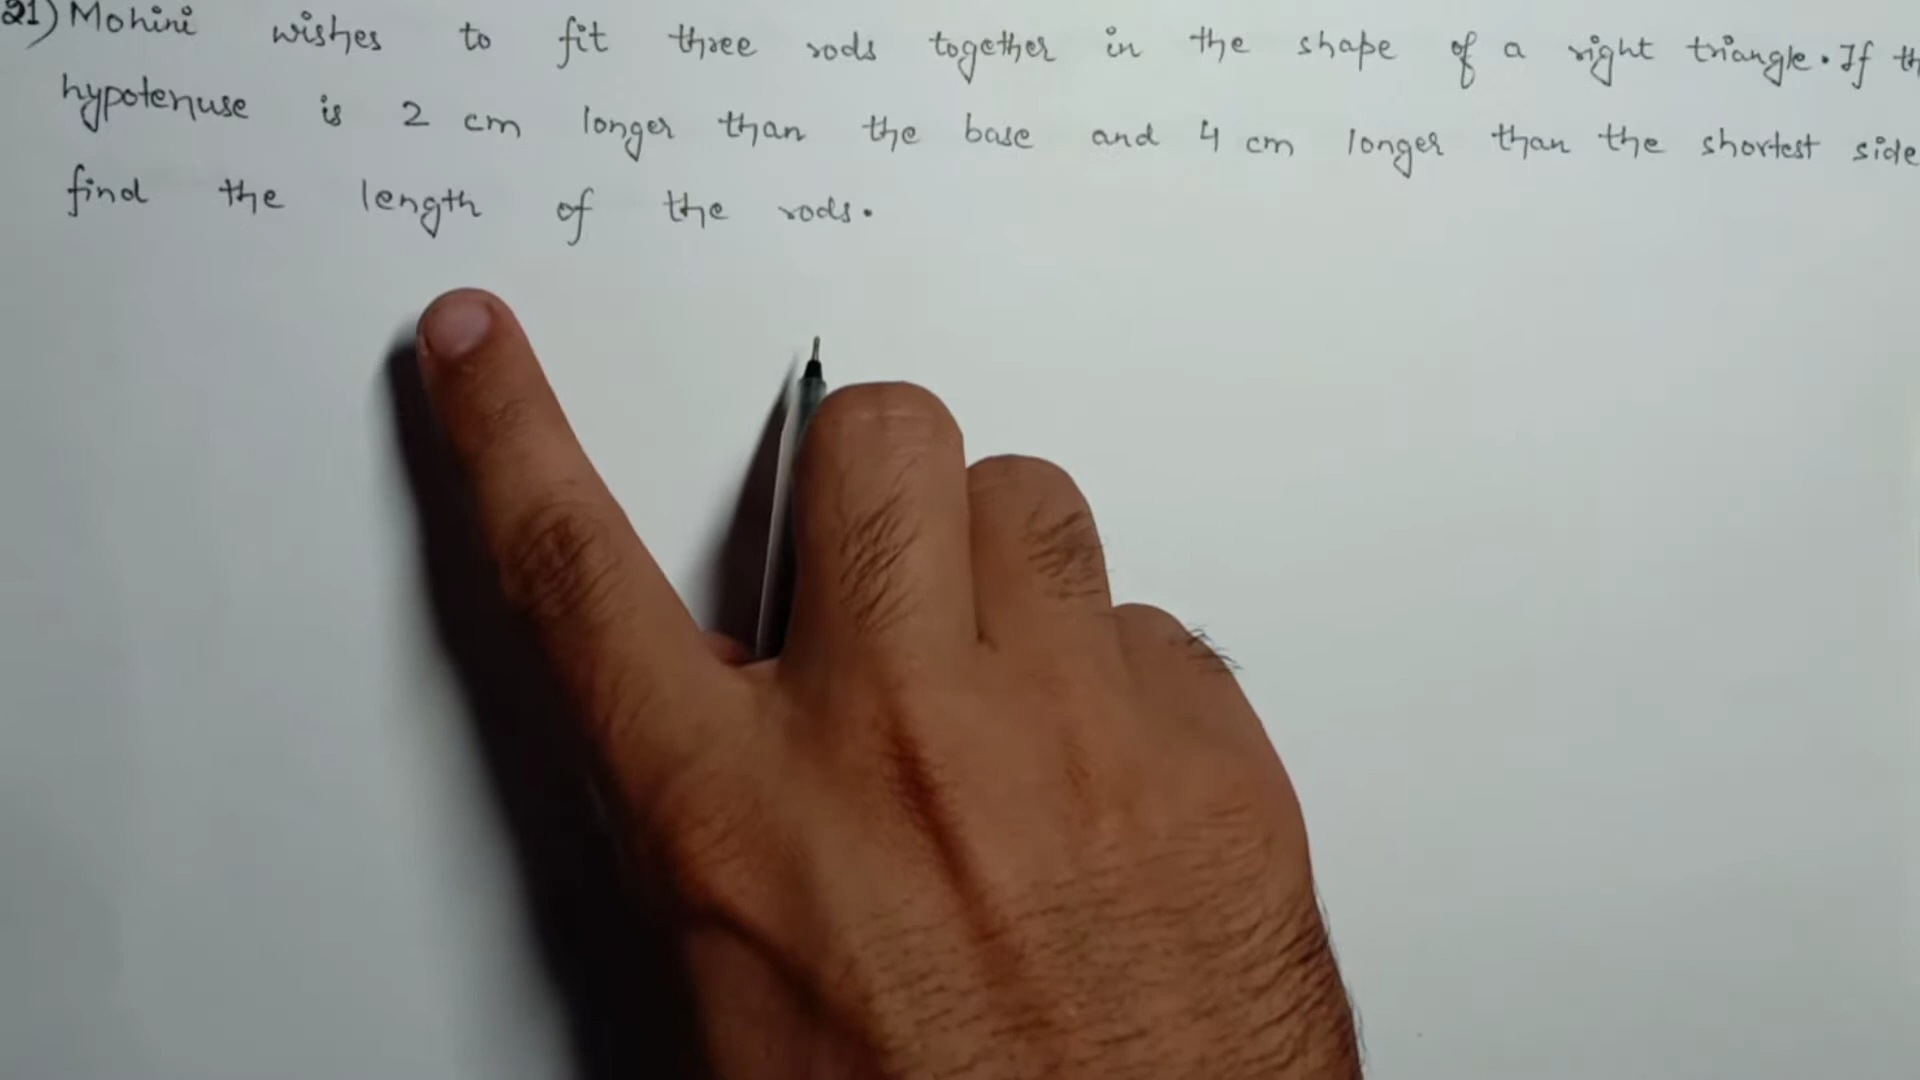 21) Mohini wishes to fit three rods together in the shape of a right triangle. If th
hypotenuse is 2 cm longer than the base and 4 cm longer than the shortest side
find the length of the rods.